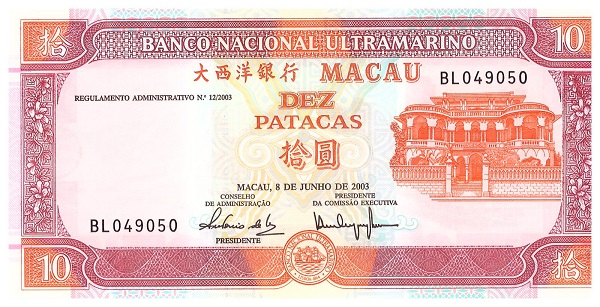 拾 10
BANCO NACIONAL ULTRAMARINO
大西洋銀行 MACAU
BL049050
REGULAMENTO ADMINISTRATIVO N.º 12/2003
DEZ
PATACAS
拾圓
MACAU, 8 DE JUNHO DE 2003
CONSELHO PRESIDENTE
DE ADMINISTRAÇÃO DA COMISSÃO EXECUTIVA
BL049050
PRESIDENTE
10 拾